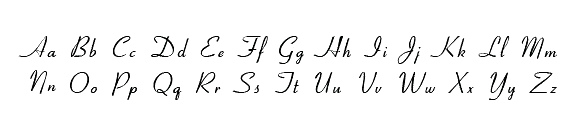 Aa Bb Cc Dd Ee Ff Gg Hh Ii Jj Kk Ll Mm
Nn Oo Pp Qq Rr Ss Tt Uu Vv Ww Xx Yy Zz